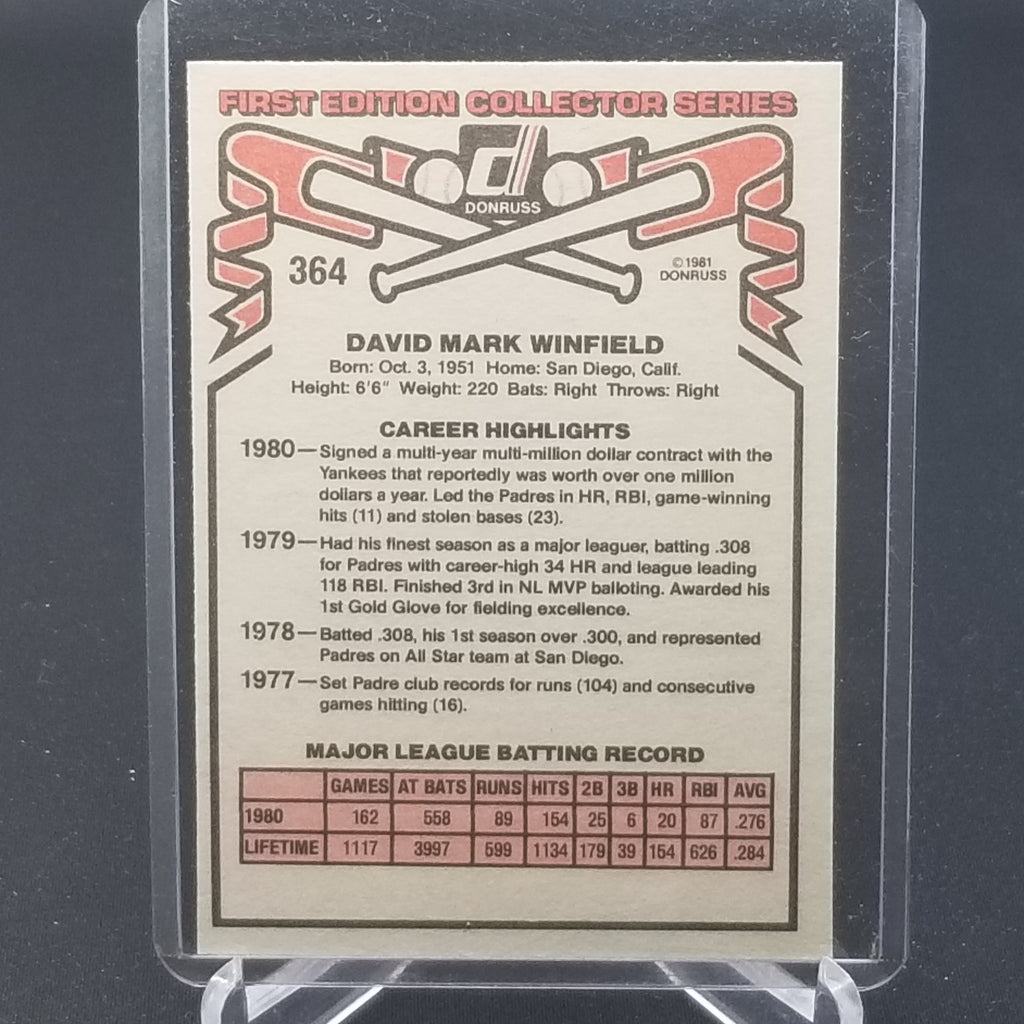 FIRST EDITION COLLECTOR SERIES
d
DONRUSS
364
©1981
DONRUSS
DAVID MARK WINFIELD
Born: Oct. 3, 1951 Home: San Diego, Calif.
Height: 6'6" Weight: 220 Bats: Right Throws: Right
CAREER HIGHLIGHTS
1980—Signed a multi-year multi-million dollar contract with the
Yankees that reportedly was worth over one million
dollars a year. Led the Padres in HR, RBI, game-winning
hits (11) and stolen bases (23).
1979—Had his finest season as a major leaguer, batting .308
for Padres with career-high 34 HR and league leading
118 RBI. Finished 3rd in NL MVP balloting. Awarded his
1st Gold Glove for fielding excellence.
1978—Batted .308, his 1st season over .300, and represented
Padres on All Star team at San Diego.
1977—Set Padre club records for runs (104) and consecutive
games hitting (16).
MAJOR LEAGUE BATTING RECORD
GAMES AT BATS RUNS HITS 2B 3B HR RBI AVG
1980 162 558 89 154 25 6 20 87 .276
LIFETIME 1117 3997 599 1134 179 39 154 626 .284